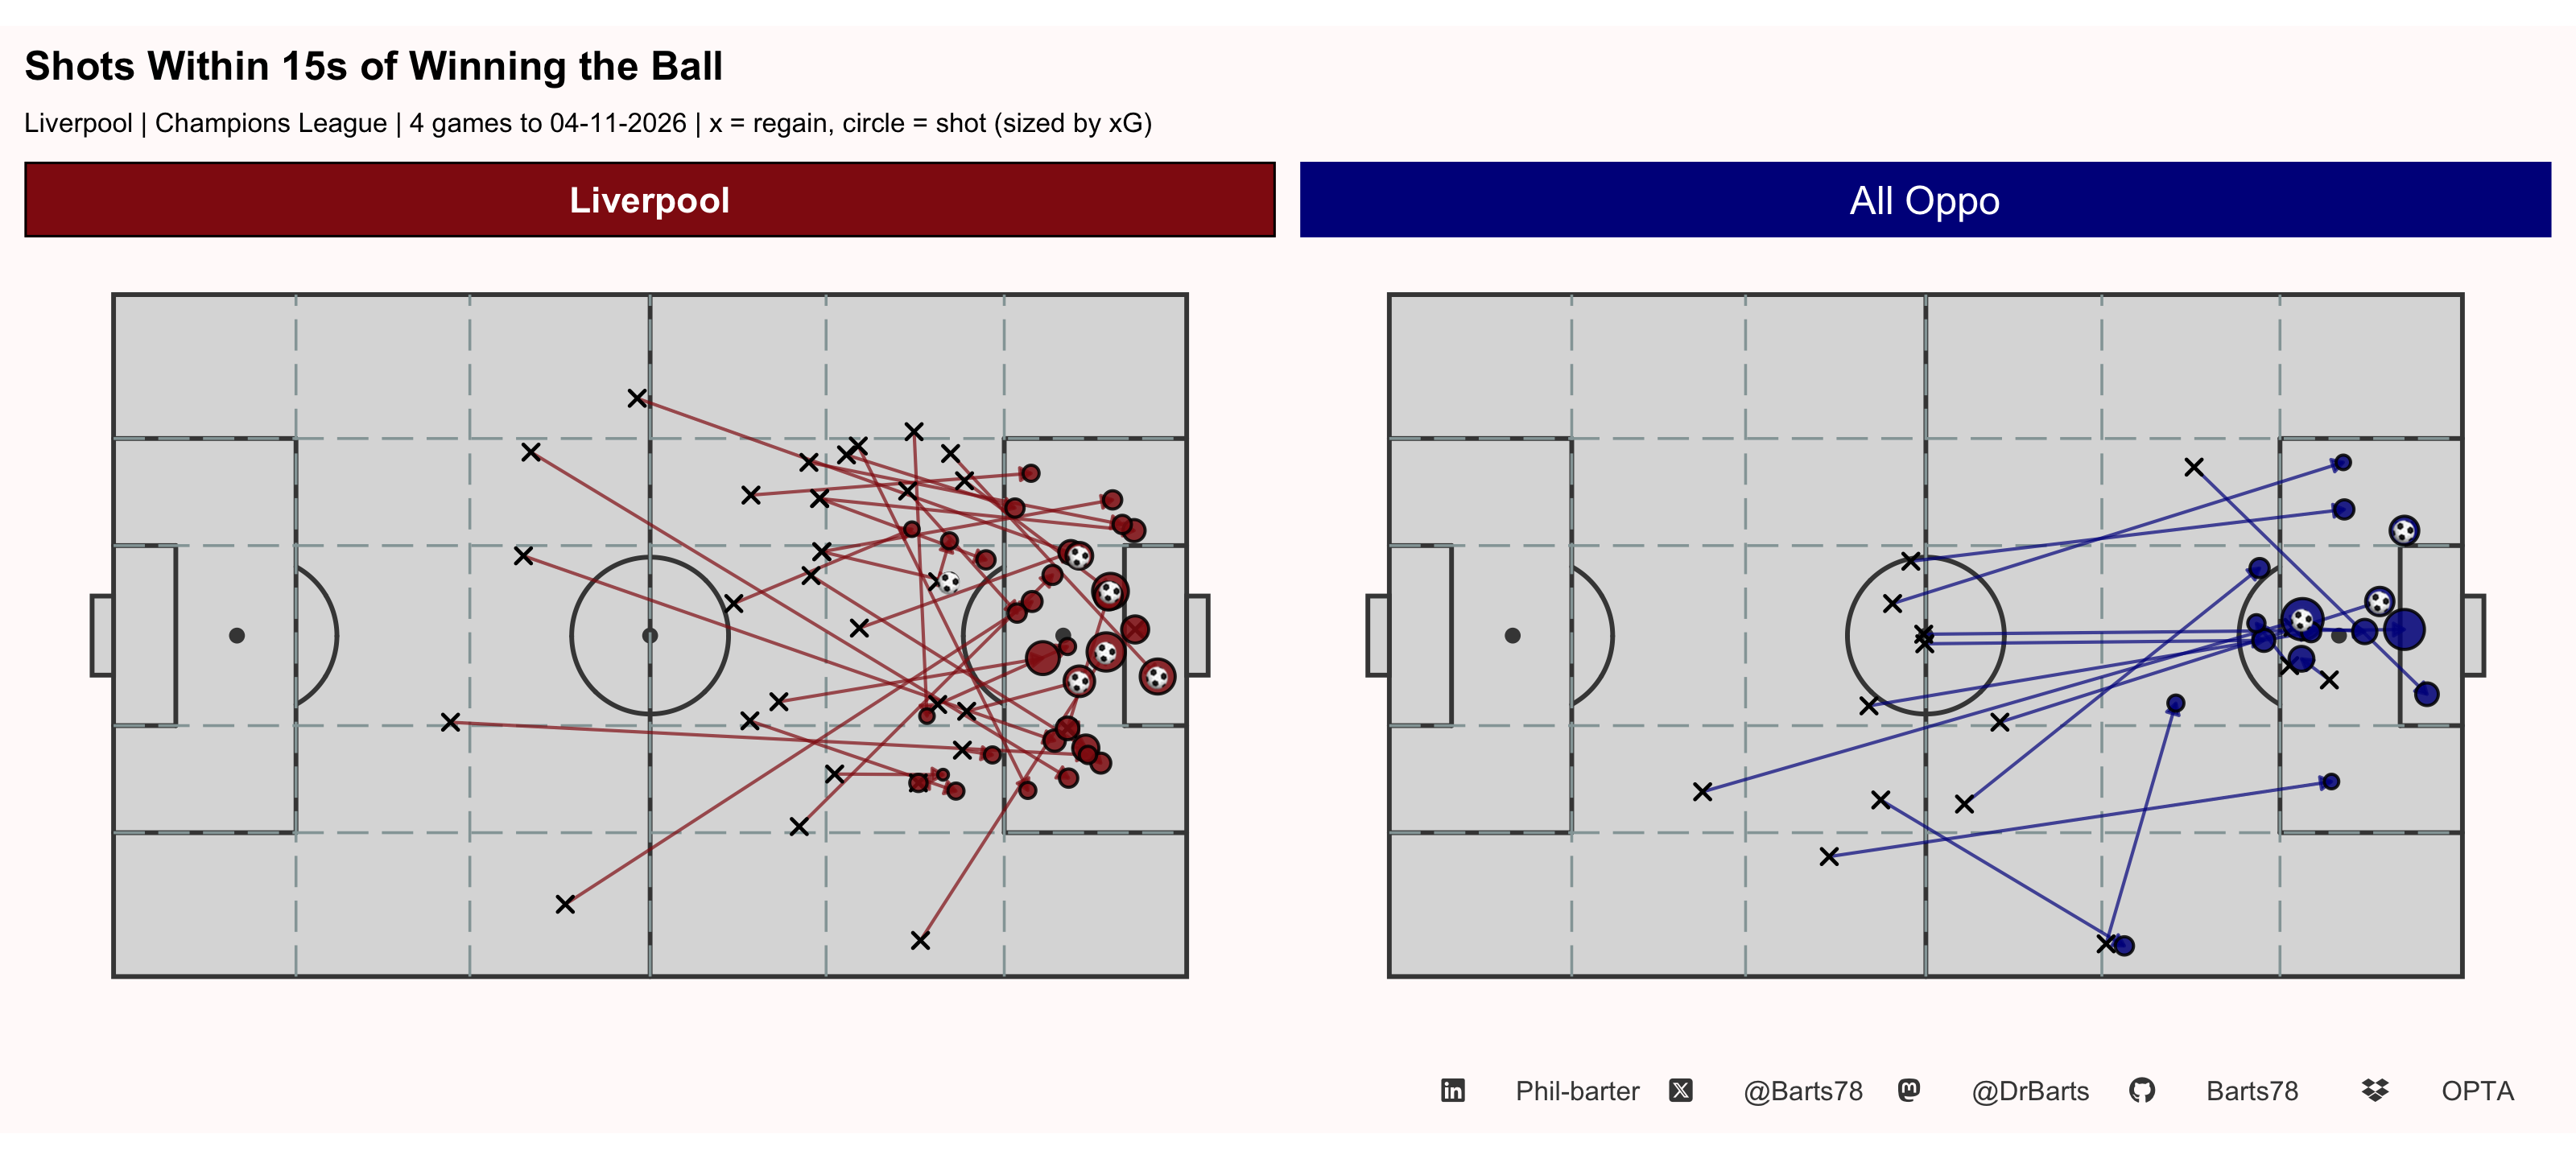 Shots Within 15s of Winning the Ball
Liverpool | Champions League | 4 games to 04-11-2026 | x = regain, circle = shot (sized by xG)
Liverpool
All Oppo
Phil-barter @Barts78 @DrBarts Barts78 OPTA